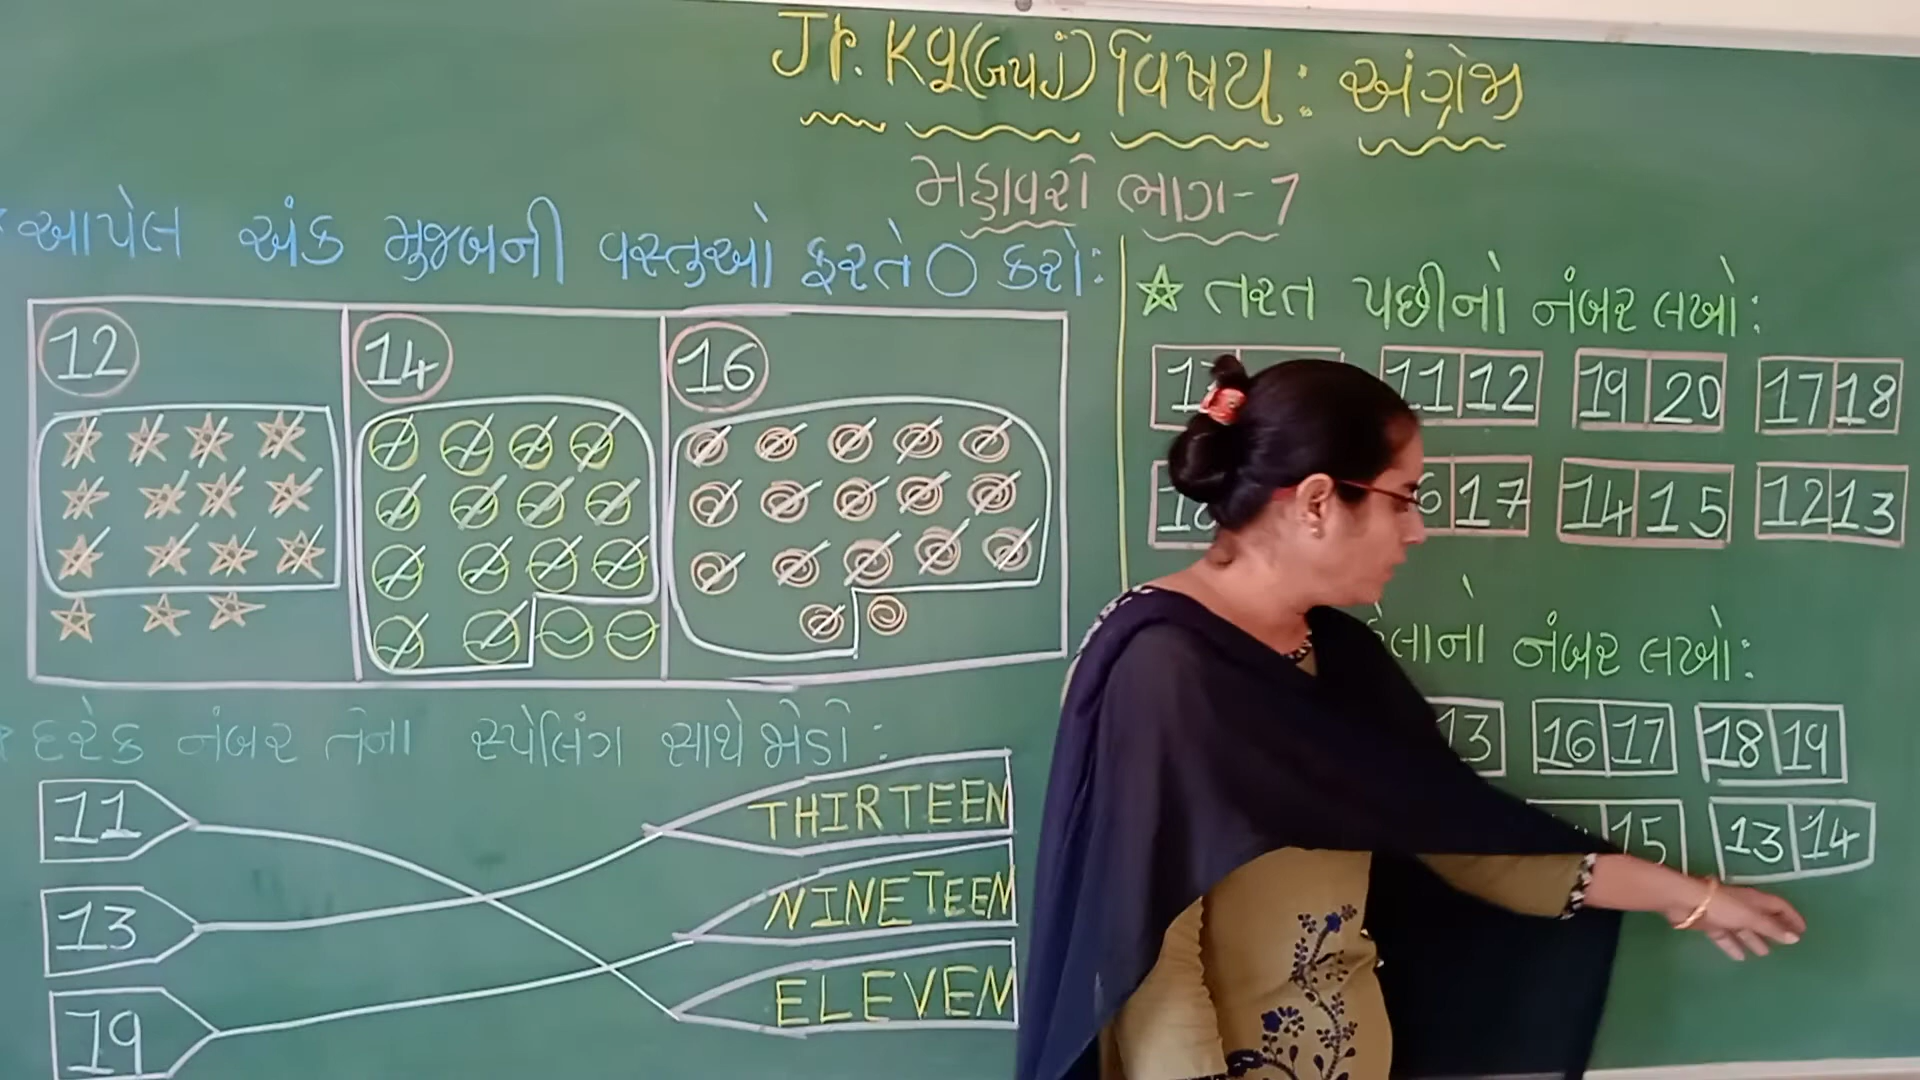 Jr. Kg (ગુજ) વિષય : અંગ્રેજી
મહાવરો ભાગ-7
આપેલ અંક મુજબની વસ્તુઓ ફરતે ○ કરો:
12 14 16
દરેક નંબર તેના સ્પેલિંગ સાથે જોડો :
11 THIRTEEN
13 NINETEEN
19 ELEVEN
☆ તરત પછીનો નંબર લખો:
11 12 19 20 17 18
17 14 15 12 13
નંબર લખો:
13 16 17 18 19
15 13 14